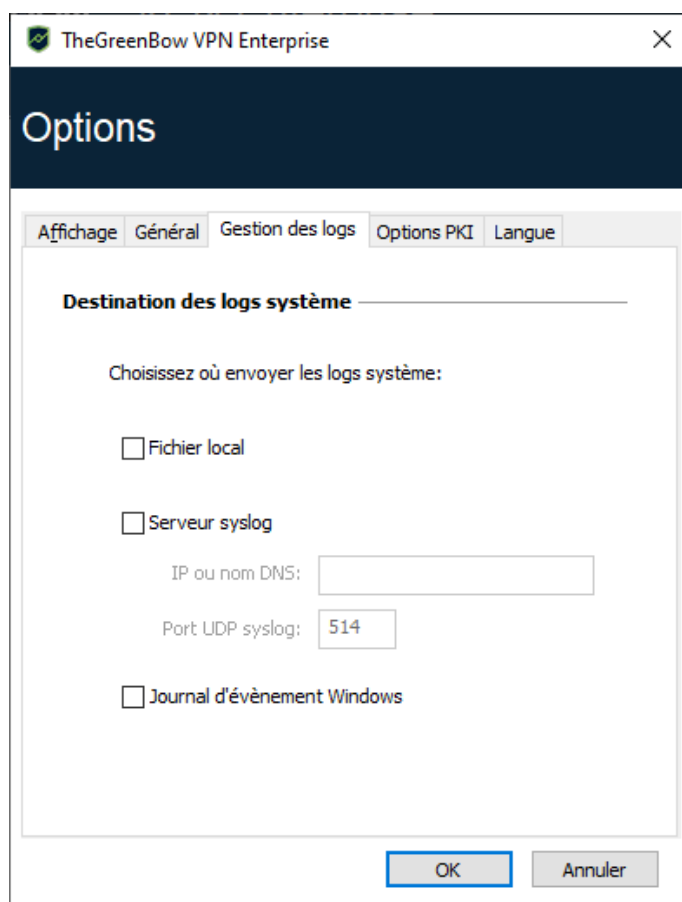 TheGreenBow VPN Enterprise
Options
Affichage Général Gestion des logs Options PKI Langue
Destination des logs système
Choisissez où envoyer les logs système:
Fichier local
Serveur syslog
IP ou nom DNS:
Port UDP syslog: 514
Journal d'évènement Windows
OK Annuler